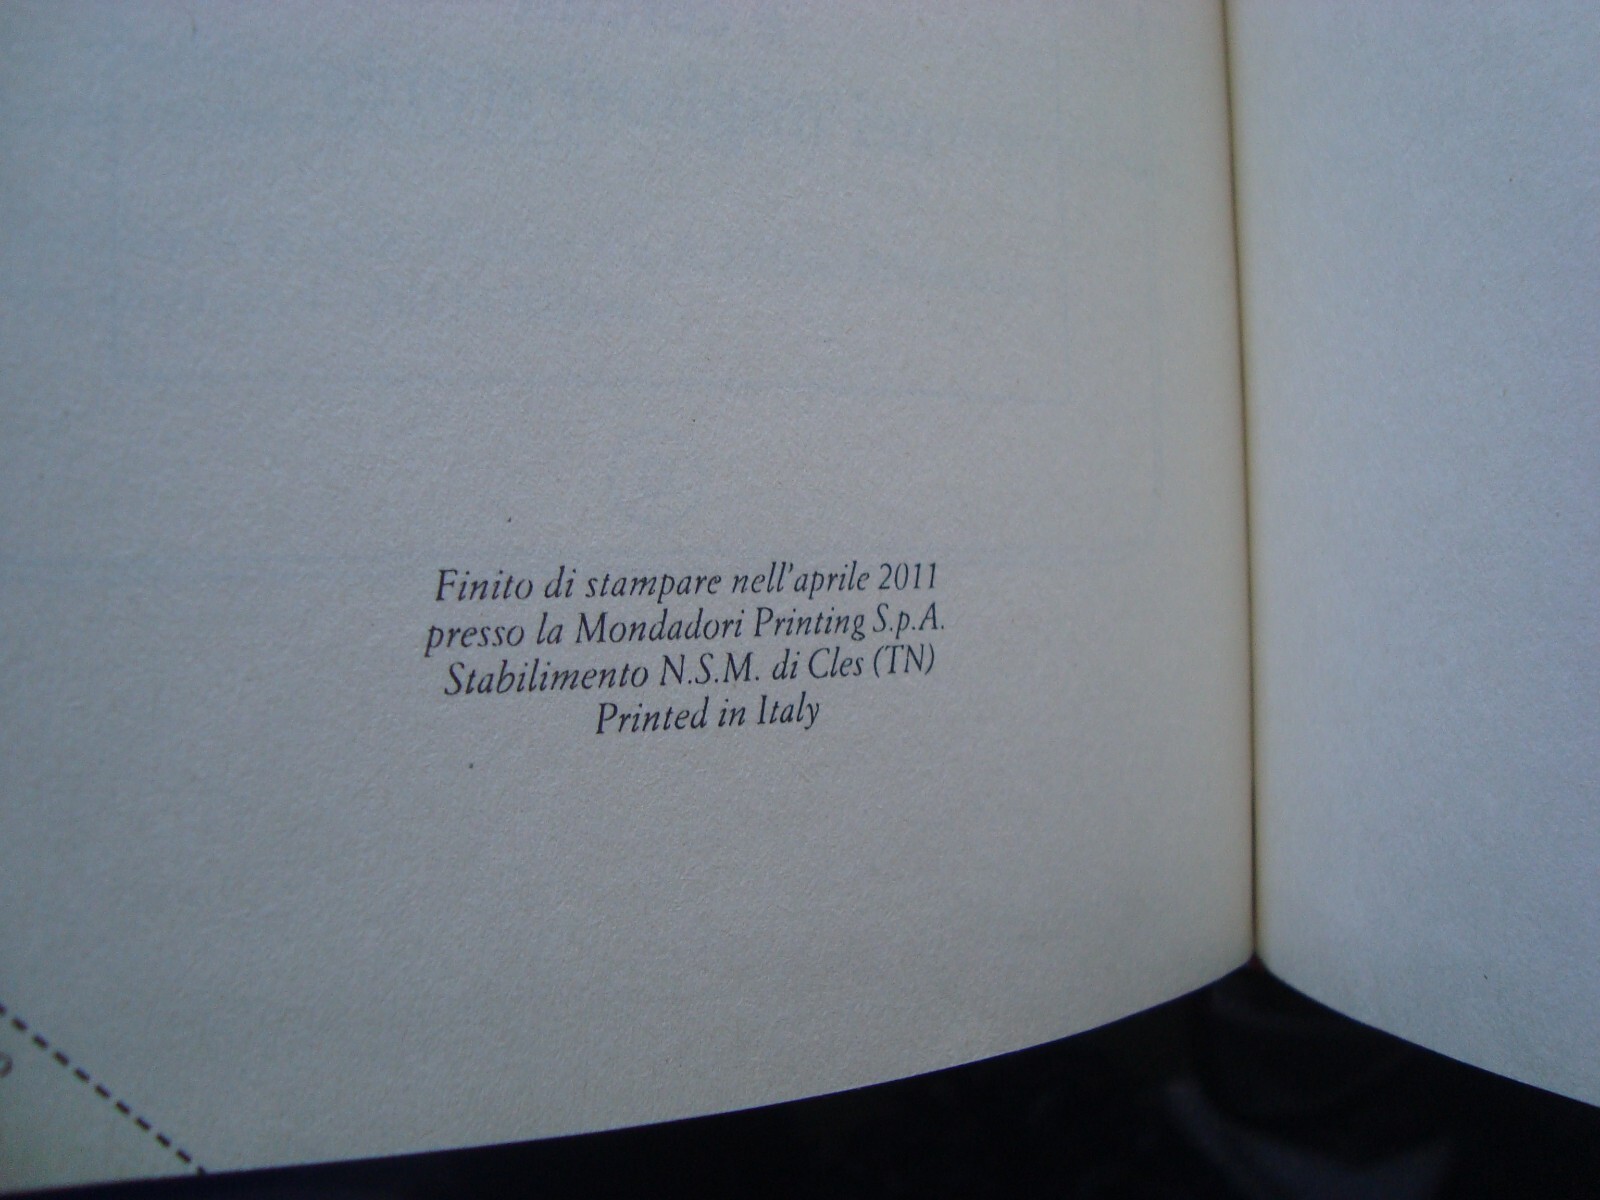 Finito di stampare nell'aprile 2011
presso la Mondadori Printing S.p.A.
Stabilimento N.S.M. di Cles (TN)
Printed in Italy